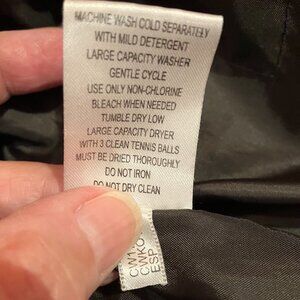 MACHINE WASH COLD SEPARATELY
WITH MILD DETERGENT
LARGE CAPACITY WASHER
GENTLE CYCLE
USE ONLY NON-CHLORINE
BLEACH WHEN NEEDED
TUMBLE DRY LOW
LARGE CAPACITY DRYER
WITH 3 CLEAN TENNIS BALLS
MUST BE DRIED THOROUGHLY
DO NOT IRON
DO NOT DRY CLEAN
ESP